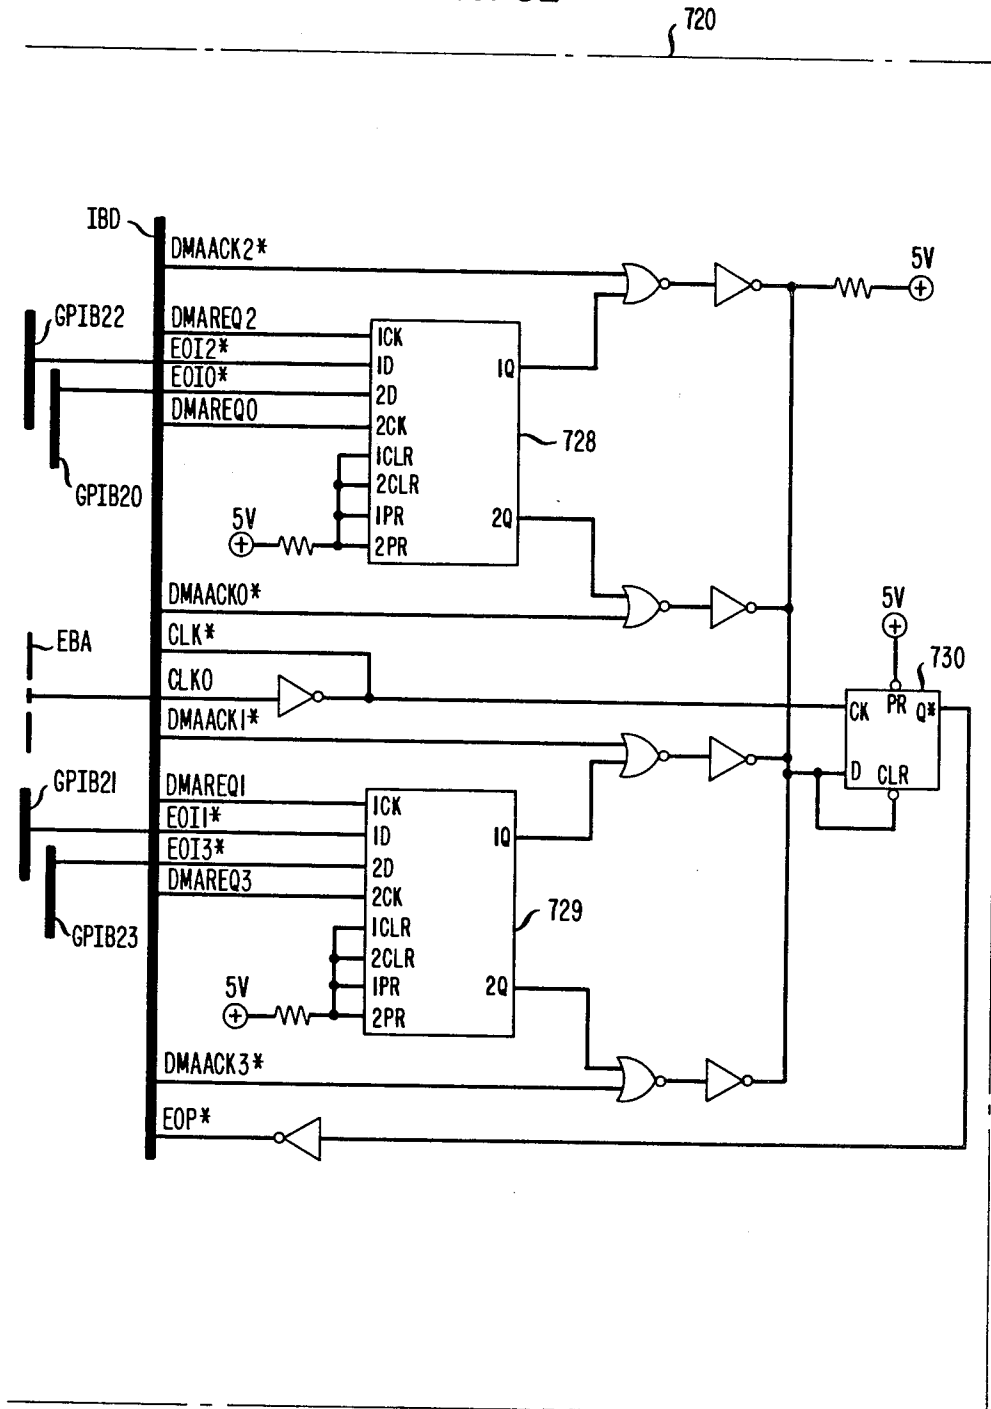 720
IBD
DMAACK2*
5V
GPIB22
DMAREQ2
1CK
EOI2*
1D
1Q
EOI0*
2D
DMAREQ0
2CK
728
1CLR
GPIB20
2CLR
5V
1PR
2Q
2PR
DMAACK0*
5V
CLK*
EBA
730
CLK0
CK
PR
Q*
DMAACK1*
D
CLR
GPIB21
DMAREQ1
1CK
EOI1*
1D
1Q
EOI3*
2D
DMAREQ3
2CK
729
1CLR
GPIB23
2CLR
5V
1PR
2Q
2PR
DMAACK3*
EOP*